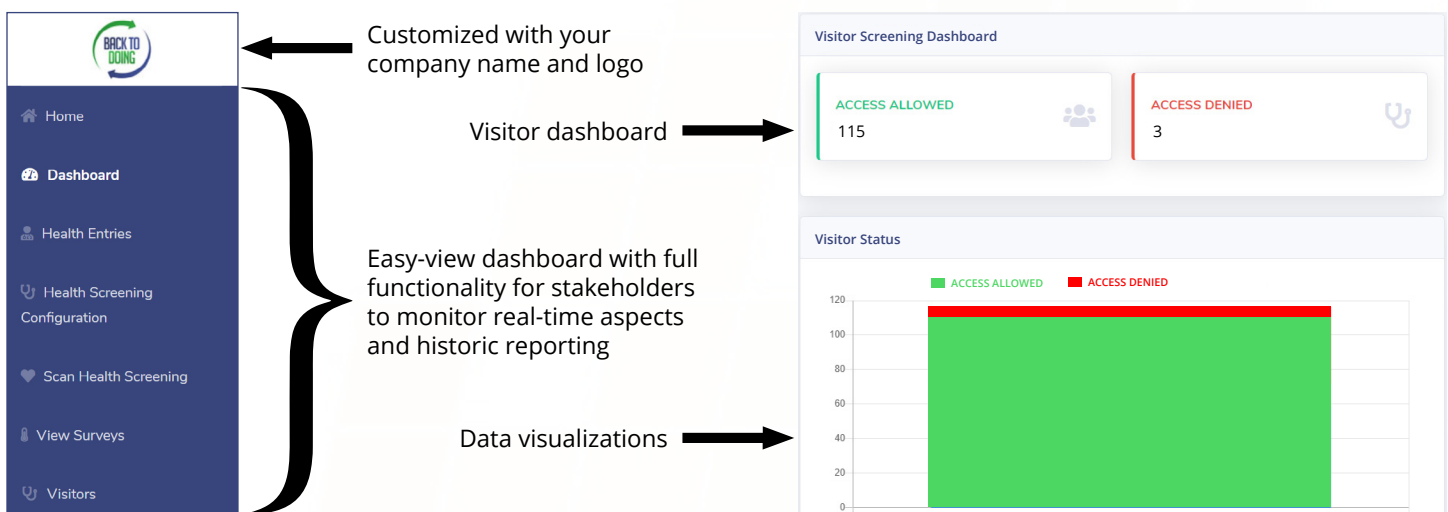 BACK TO
DOING
Home
Dashboard
Health Entries
Health Screening
Configuration
Scan Health Screening
View Surveys
Visitors
Customized with your
company name and logo
Visitor dashboard
Easy-view dashboard with full
functionality for stakeholders
to monitor real-time aspects
and historic reporting
Data visualizations
Visitor Screening Dashboard
ACCESS ALLOWED
115
ACCESS DENIED
3
Visitor Status
ACCESS ALLOWED ACCESS DENIED
120
100
80
60
40
20
0